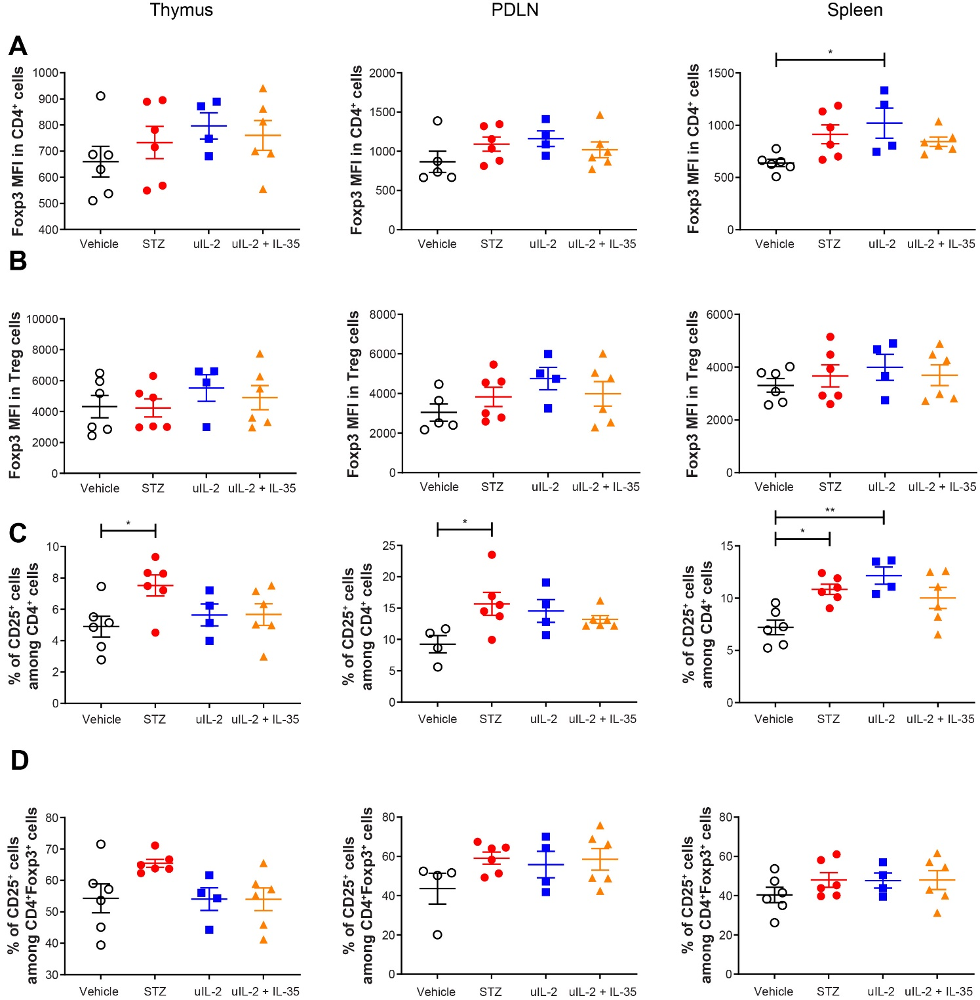 Thymus PDLN Spleen
A
Foxp3 MFI in CD4⁺ cells
1000
900
800
700
600
500
400
Vehicle STZ uIL-2 uIL-2 + IL-35
Foxp3 MFI in CD4⁺ cells
2000
1500
1000
500
0
Vehicle STZ uIL-2 uIL-2 + IL-35
*
Foxp3 MFI in CD4⁺ cells
1500
1000
500
0
Vehicle STZ uIL-2 uIL-2 + IL-35
B
Foxp3 MFI in Treg cells
10000
8000
6000
4000
2000
0
Vehicle STZ uIL-2 uIL-2 + IL-35
Foxp3 MFI in Treg cells
8000
6000
4000
2000
0
Vehicle STZ uIL-2 uIL-2 + IL-35
Foxp3 MFI in Treg cells
6000
4000
2000
0
Vehicle STZ uIL-2 uIL-2 + IL-35
C
*
% of CD25⁺ cells
among CD4⁺ cells
10
8
6
4
2
0
Vehicle STZ uIL-2 uIL-2 + IL-35
*
% of CD25⁺ cells
among CD4⁺ cells
25
20
15
10
5
0
Vehicle STZ uIL-2 uIL-2 + IL-35
**
*
% of CD25⁺ cells
among CD4⁺ cells
15
10
5
0
Vehicle STZ uIL-2 uIL-2 + IL-35
D
% of CD25⁺ cells
among CD4⁺Foxp3⁺ cells
80
70
60
50
40
30
Vehicle STZ uIL-2 uIL-2 + IL-35
% of CD25⁺ cells
among CD4⁺Foxp3⁺ cells
80
60
40
20
0
Vehicle STZ uIL-2 uIL-2 + IL-35
% of CD25⁺ cells
among CD4⁺Foxp3⁺ cells
80
60
40
20
0
Vehicle STZ uIL-2 uIL-2 + IL-35